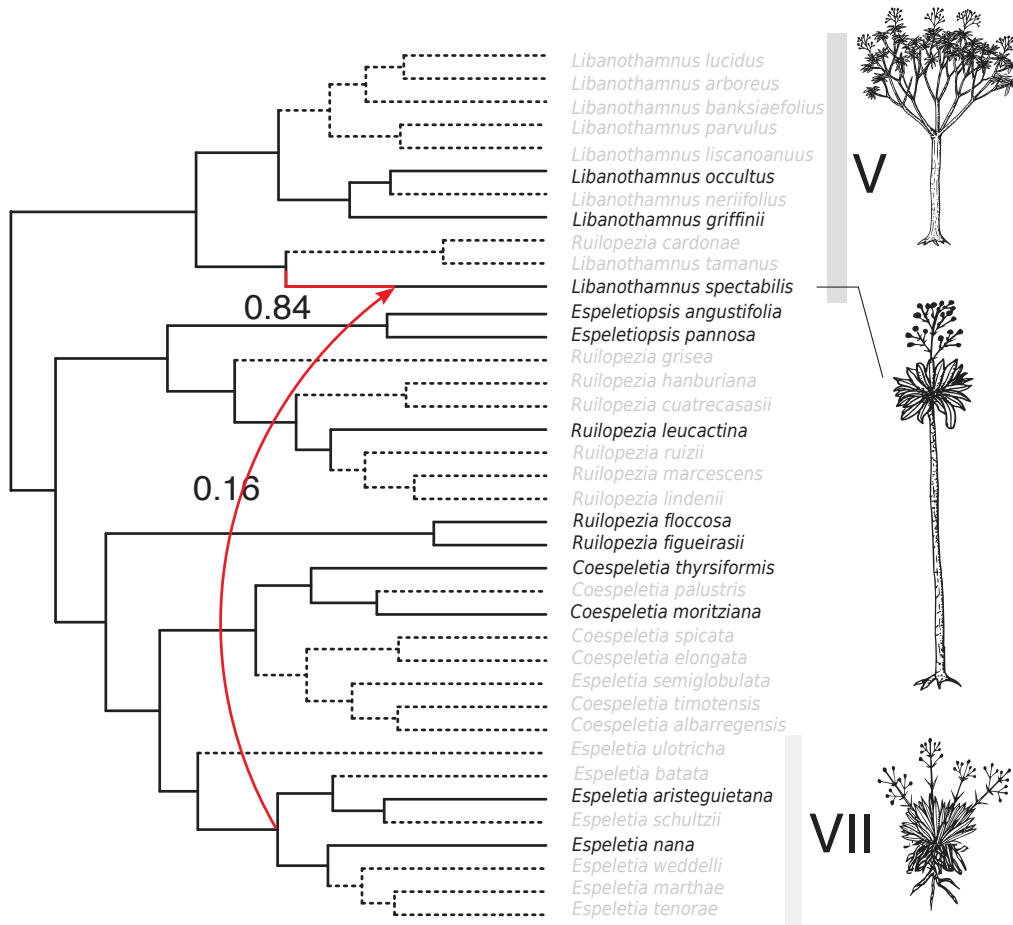 Libanothamnus lucidus
Libanothamnus arboreus
Libanothamnus banksiaefolius
Libanothamnus parvulus
Libanothamnus liscanoanuus
Libanothamnus occultus
Libanothamnus neriifolius
Libanothamnus griffinii
Ruilopezia cardonae
Libanothamnus tamanus
Libanothamnus spectabilis
V
0.84
Espeletiopsis angustifolia
Espeletiopsis pannosa
Ruilopezia grisea
Ruilopezia hanburiana
Ruilopezia cuatrecasasii
Ruilopezia leucactina
Ruilopezia ruizii
Ruilopezia marcescens
0.16
Ruilopezia lindenii
Ruilopezia floccosa
Ruilopezia figueirasii
Coespeletia thyrsiformis
Coespeletia palustris
Coespeletia moritziana
Coespeletia spicata
Coespeletia elongata
Espeletia semiglobulata
Coespeletia timotensis
Coespeletia albarregensis
Espeletia ulotricha
Espeletia batata
Espeletia aristeguietana
Espeletia schultzii
Espeletia nana
Espeletia weddelli
Espeletia marthae
Espeletia tenorae
VII